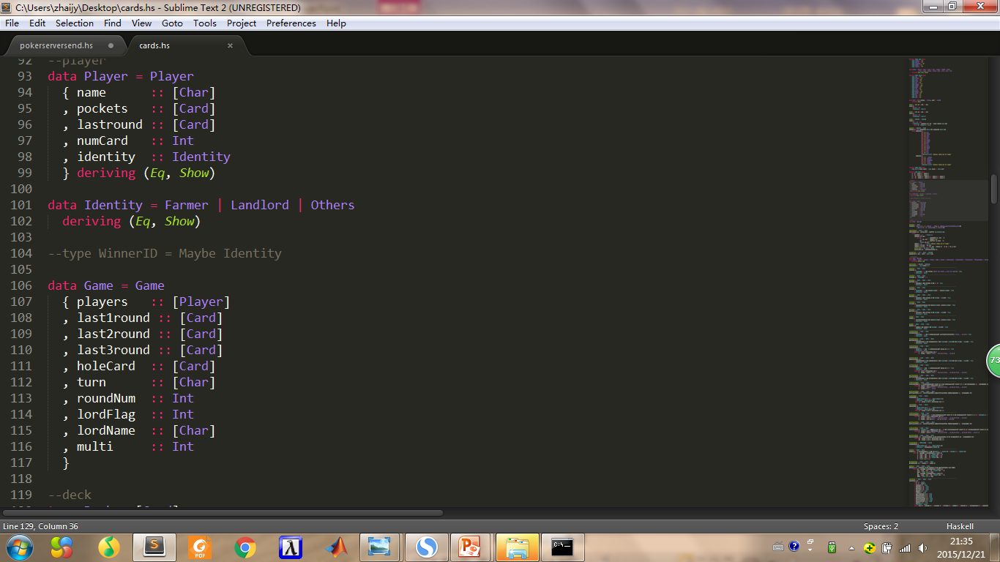 C:\Users\zhaijy\Desktop\cards.hs - Sublime Text 2 (UNREGISTERED)
File Edit Selection Find View Goto Tools Project Preferences Help
pokerserversend.hs cards.hs
92 --player
93 data Player = Player
94 { name :: [Char]
95 , pockets :: [Card]
96 , lastround :: [Card]
97 , numCard :: Int
98 , identity :: Identity
99 } deriving (Eq, Show)
100
101 data Identity = Farmer | Landlord | Others
102 deriving (Eq, Show)
103
104 --type WinnerID = Maybe Identity
105
106 data Game = Game
107 { players :: [Player]
108 , last1round :: [Card]
109 , last2round :: [Card]
110 , last3round :: [Card]
111 , holeCard :: [Card]
112 , turn :: [Char]
113 , roundNum :: Int
114 , lordFlag :: Int
115 , lordName :: [Char]
116 , multi :: Int
117 }
118
119 --deck
73
Line 129, Column 36 Spaces: 2 Haskell
PDF
21:35
2015/12/21